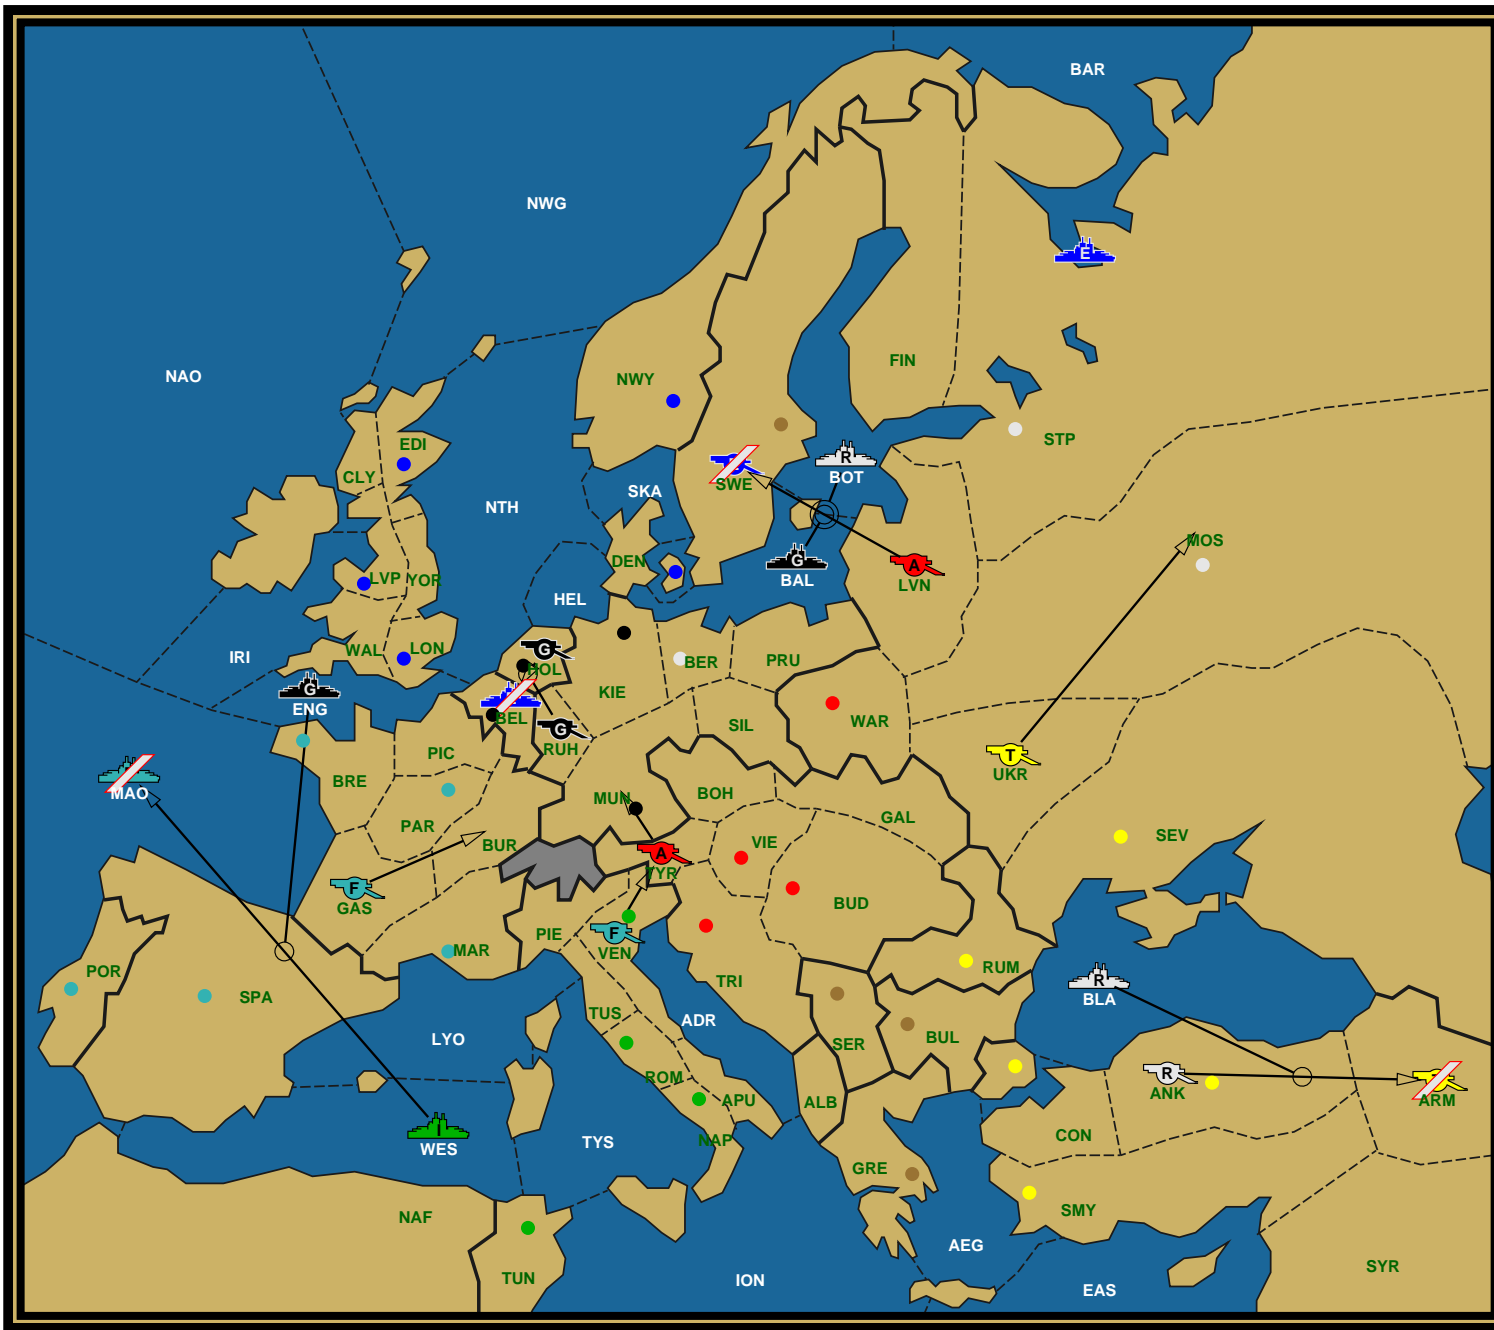 BAR
NWG
E
FIN
NAO
NWY
STP
EDI
CLY
SWE
R
BOT
SKA
NTH
MOS
DEN
G
BAL
A
LVN
LVP
YOR
HEL
WAL
LON
IRI
G
HOL
BER
PRU
G
ENG
KIE
BEL
G
RUH
SIL
WAR
PIC
T
UKR
BRE
MAO
MUN
BOH
PAR
GAL
SEV
BUR
VIE
A
TYR
F
GAS
BUD
F
VEN
PIE
MAR
POR
SPA
RUM
TRI
R
BLA
TUS
ADR
LYO
BUL
SER
ROM
R
ANK
ARM
APU
ALB
I
WES
TYS
NAP
CON
GRE
SMY
NAF
AEG
TUN
ION
EAS
SYR